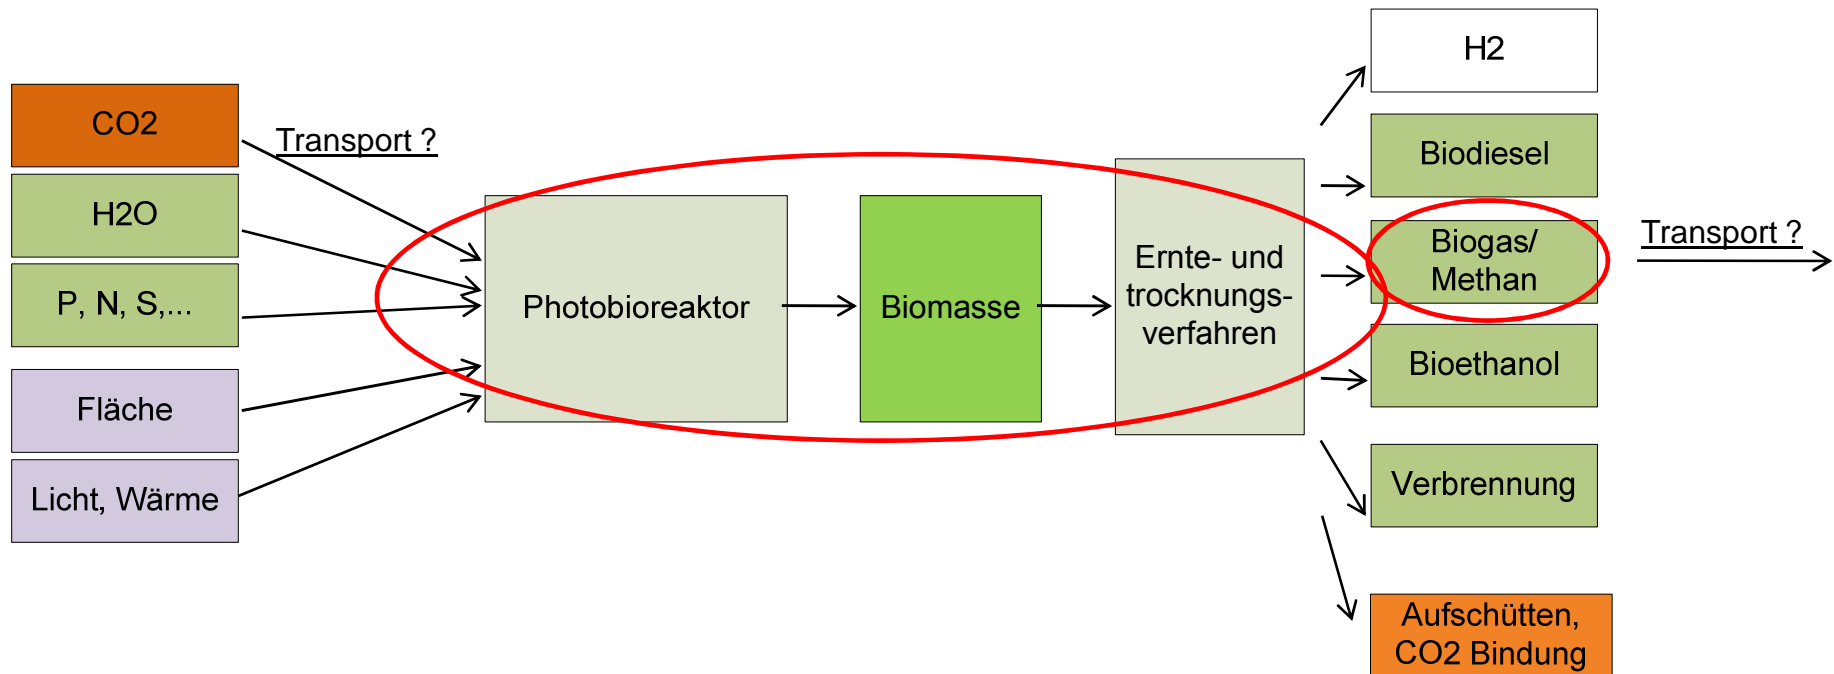 CO2
Transport ?
H2O
P, N, S,...
Fläche
Licht, Wärme
Photobioreaktor
Biomasse
Ernte- und
trocknungs-
verfahren
H2
Biodiesel
Biogas/
Methan
Transport ?
Bioethanol
Verbrennung
Aufschütten,
CO2 Bindung